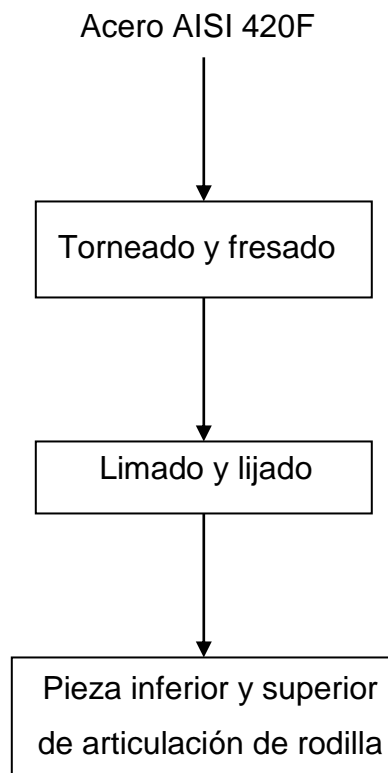 Acero AISI 420F
Torneado y fresado
Limado y lijado
Pieza inferior y superior
de articulación de rodilla